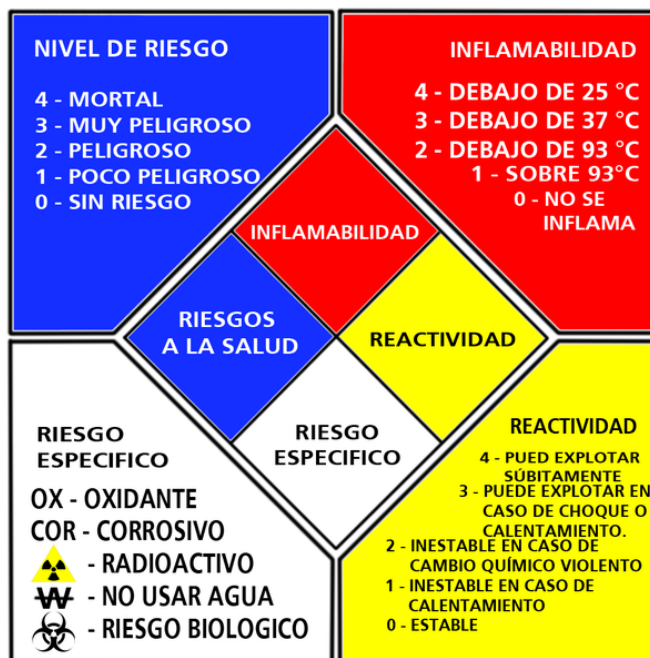 NIVEL DE RIESGO
4 - MORTAL
3 - MUY PELIGROSO
2 - PELIGROSO
1 - POCO PELIGROSO
0 - SIN RIESGO
INFLAMABILIDAD
4 - DEBAJO DE 25 °C
3 - DEBAJO DE 37 °C
2 - DEBAJO DE 93 °C
1 - SOBRE 93°C
0 - NO SE
INFLAMA
INFLAMABILIDAD
RIESGOS
A LA SALUD
REACTIVIDAD
RIESGO
ESPECIFICO
RIESGO
ESPECIFICO
OX - OXIDANTE
COR - CORROSIVO
- RADIOACTIVO
W - NO USAR AGUA
- RIESGO BIOLOGICO
REACTIVIDAD
4 - PUED EXPLOTAR
SÚBITAMENTE
3 - PUEDE EXPLOTAR EN
CASO DE CHOQUE O
CALENTAMIENTO.
2 - INESTABLE EN CASO DE
CAMBIO QUÍMICO VIOLENTO
1 - INESTABLE EN CASO DE
CALENTAMIENTO
0 - ESTABLE